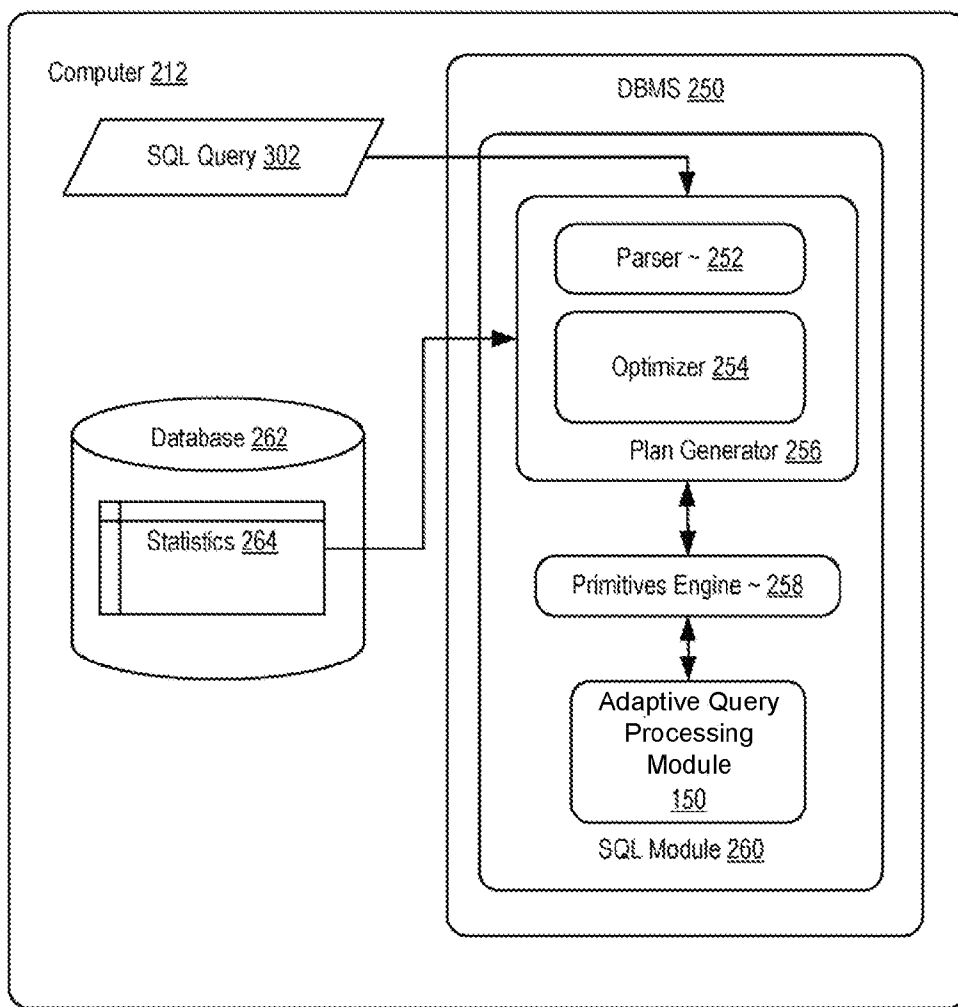 Computer 212
DBMS 250
SQL Query 302
Parser ~ 252
Optimizer 254
Plan Generator 256
Database 262
Statistics 264
Primitives Engine ~ 258
Adaptive Query
Processing
Module
150
SQL Module 260